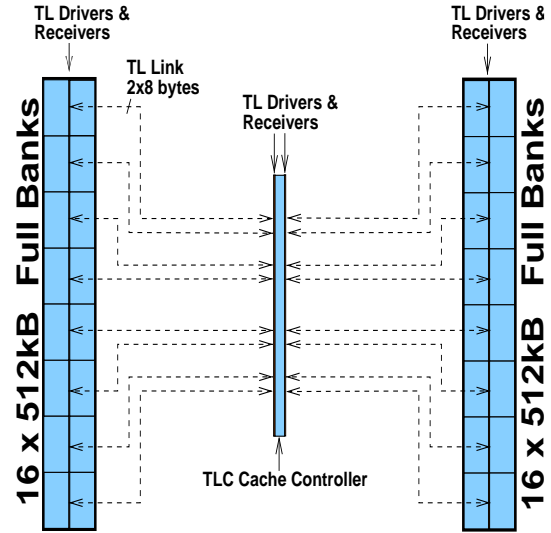 TL Drivers &
Receivers
TL Drivers &
Receivers
TL Link
2x8 bytes
TL Drivers &
Receivers
16 x 512kB Full Banks
16 x 512kB Full Banks
TLC Cache Controller